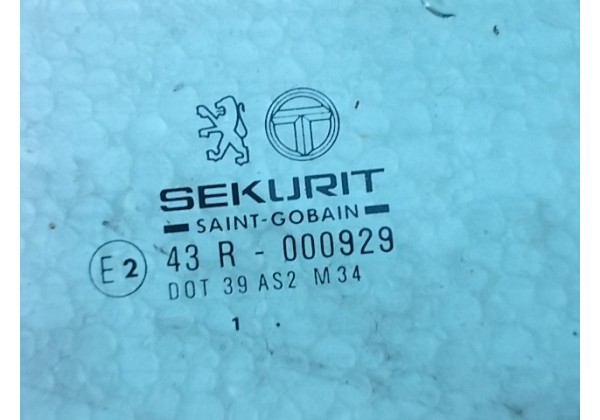 SEKURIT
SAINT-GOBAIN
E2 43 R - 000929
DOT 39 AS2 M34
1 .